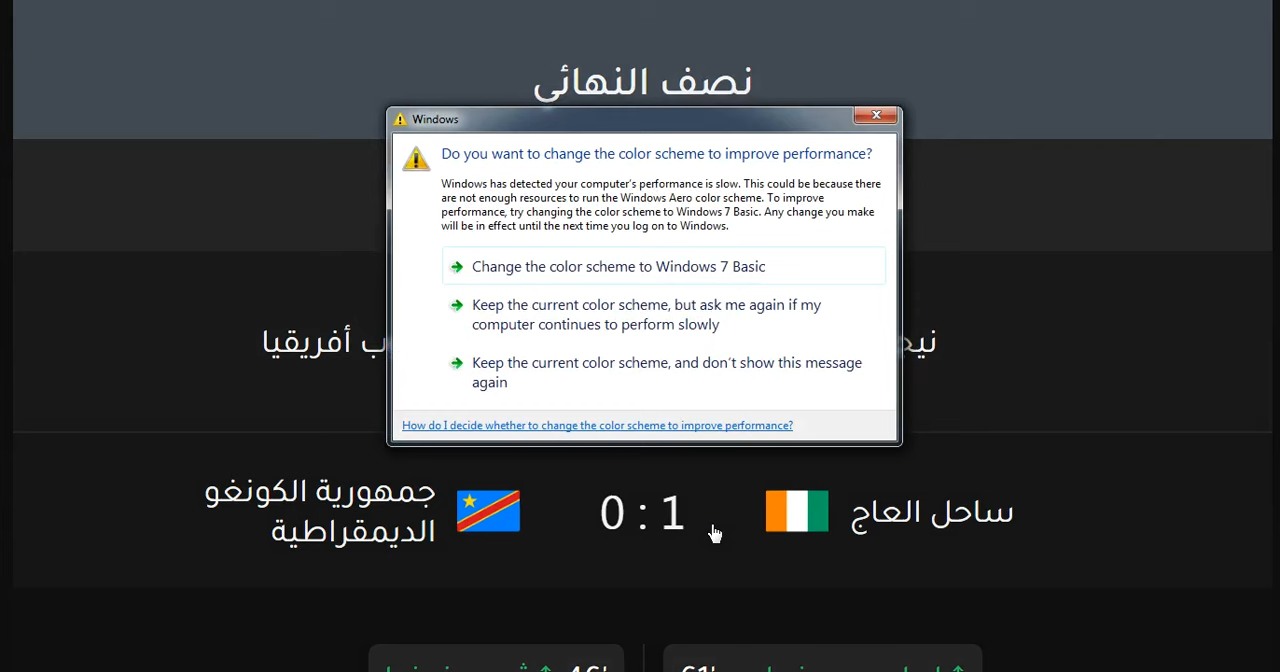 نصف النهائي
Windows
Do you want to change the color scheme to improve performance?
Windows has detected your computer's performance is slow. This could be because there
are not enough resources to run the Windows Aero color scheme. To improve
performance, try changing the color scheme to Windows 7 Basic. Any change you make
will be in effect until the next time you log on to Windows.
Change the color scheme to Windows 7 Basic
Keep the current color scheme, but ask me again if my
computer continues to perform slowly
Keep the current color scheme, and don't show this message
again
How do I decide whether to change the color scheme to improve performance?
أفريقيا
ساحل العاج
0 : 1
جمهورية الكونغو
الديمقراطية
61'
46'